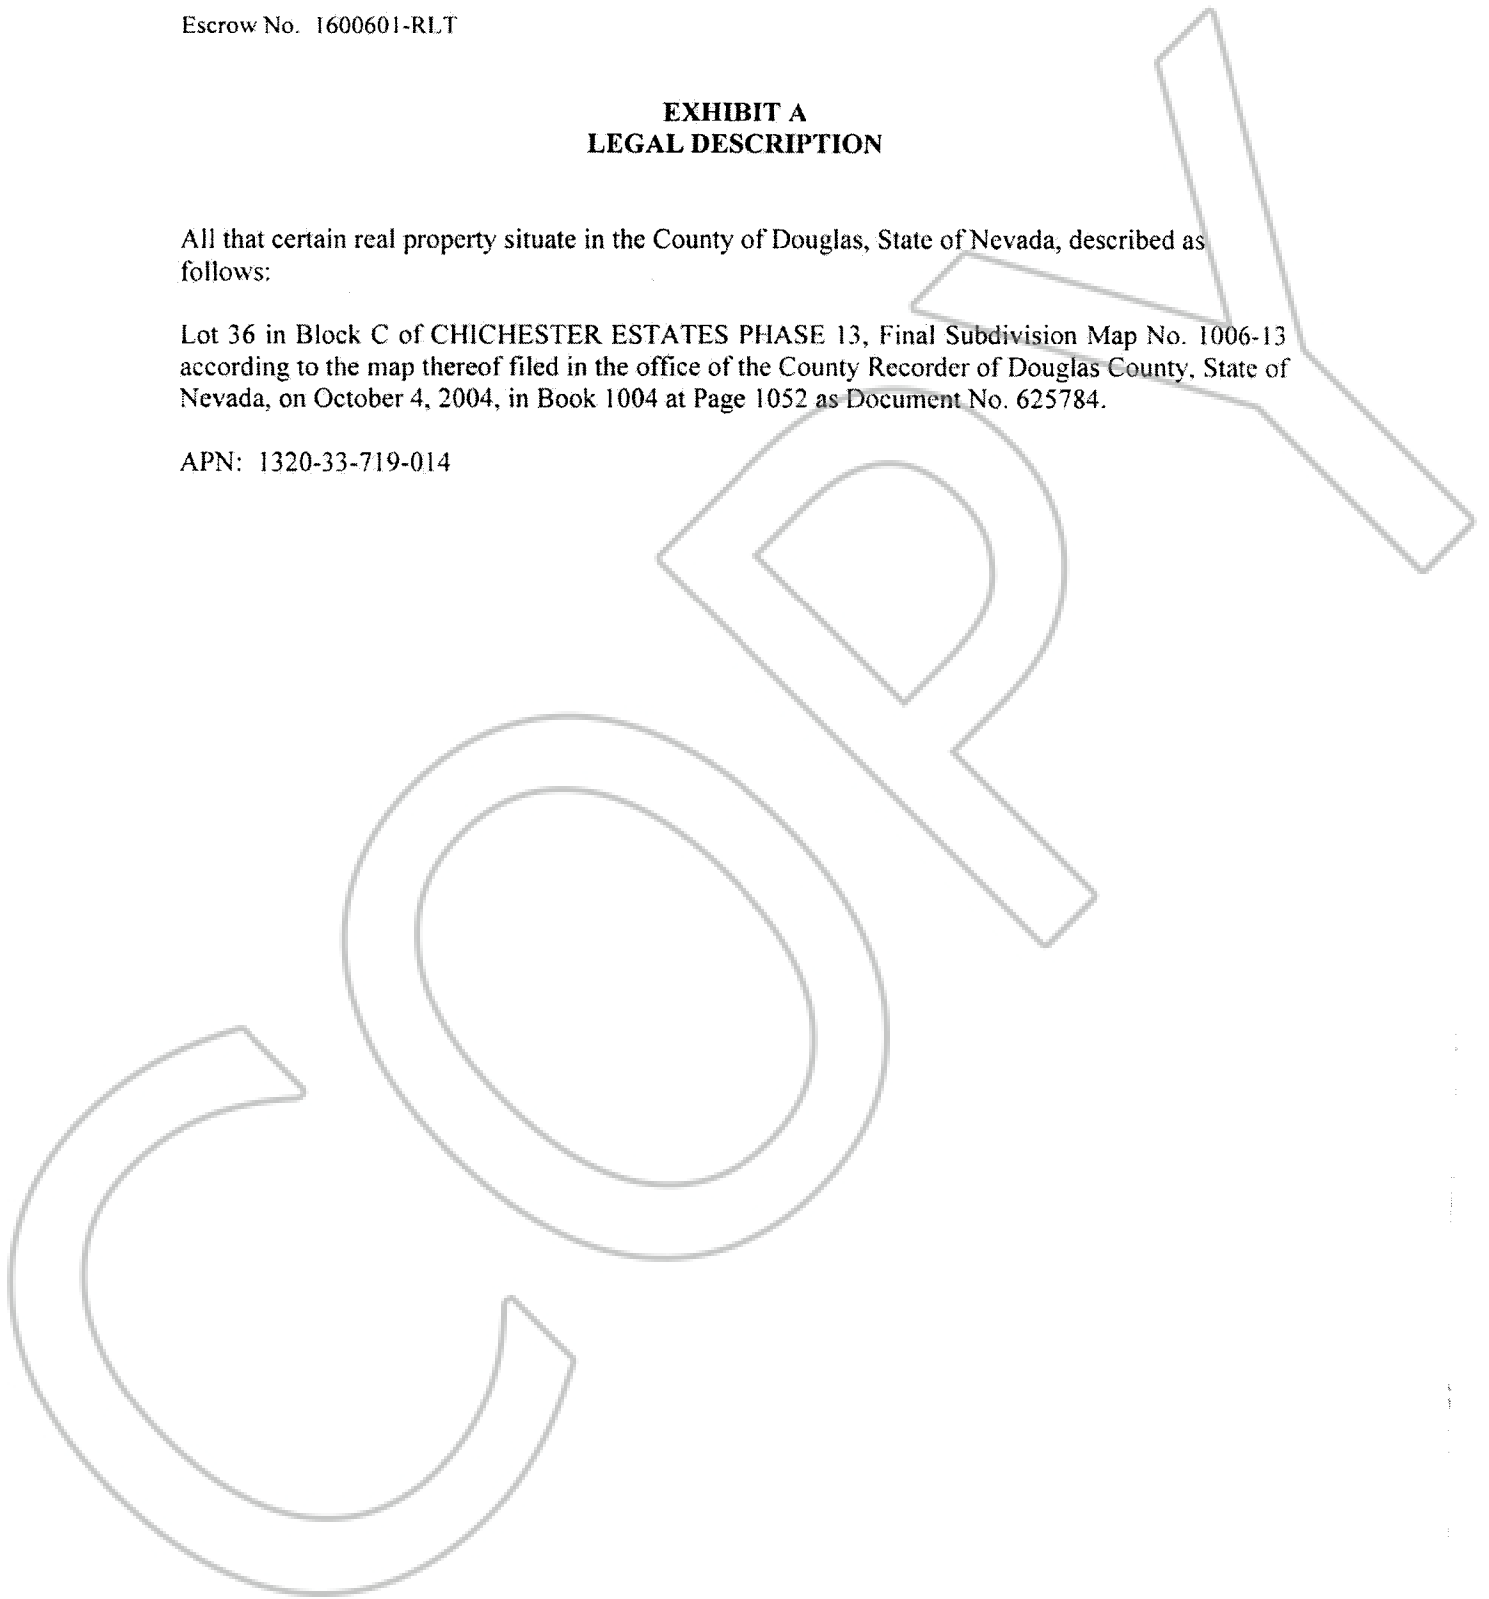 Escrow No. 1600601-RLT
EXHIBIT A
LEGAL DESCRIPTION
All that certain real property situate in the County of Douglas, State of Nevada, described as
follows:
Lot 36 in Block C of CHICHESTER ESTATES PHASE 13, Final Subdivision Map No. 1006-13
according to the map thereof filed in the office of the County Recorder of Douglas County, State of
Nevada, on October 4, 2004, in Book 1004 at Page 1052 as Document No. 625784.
APN: 1320-33-719-014
COPY